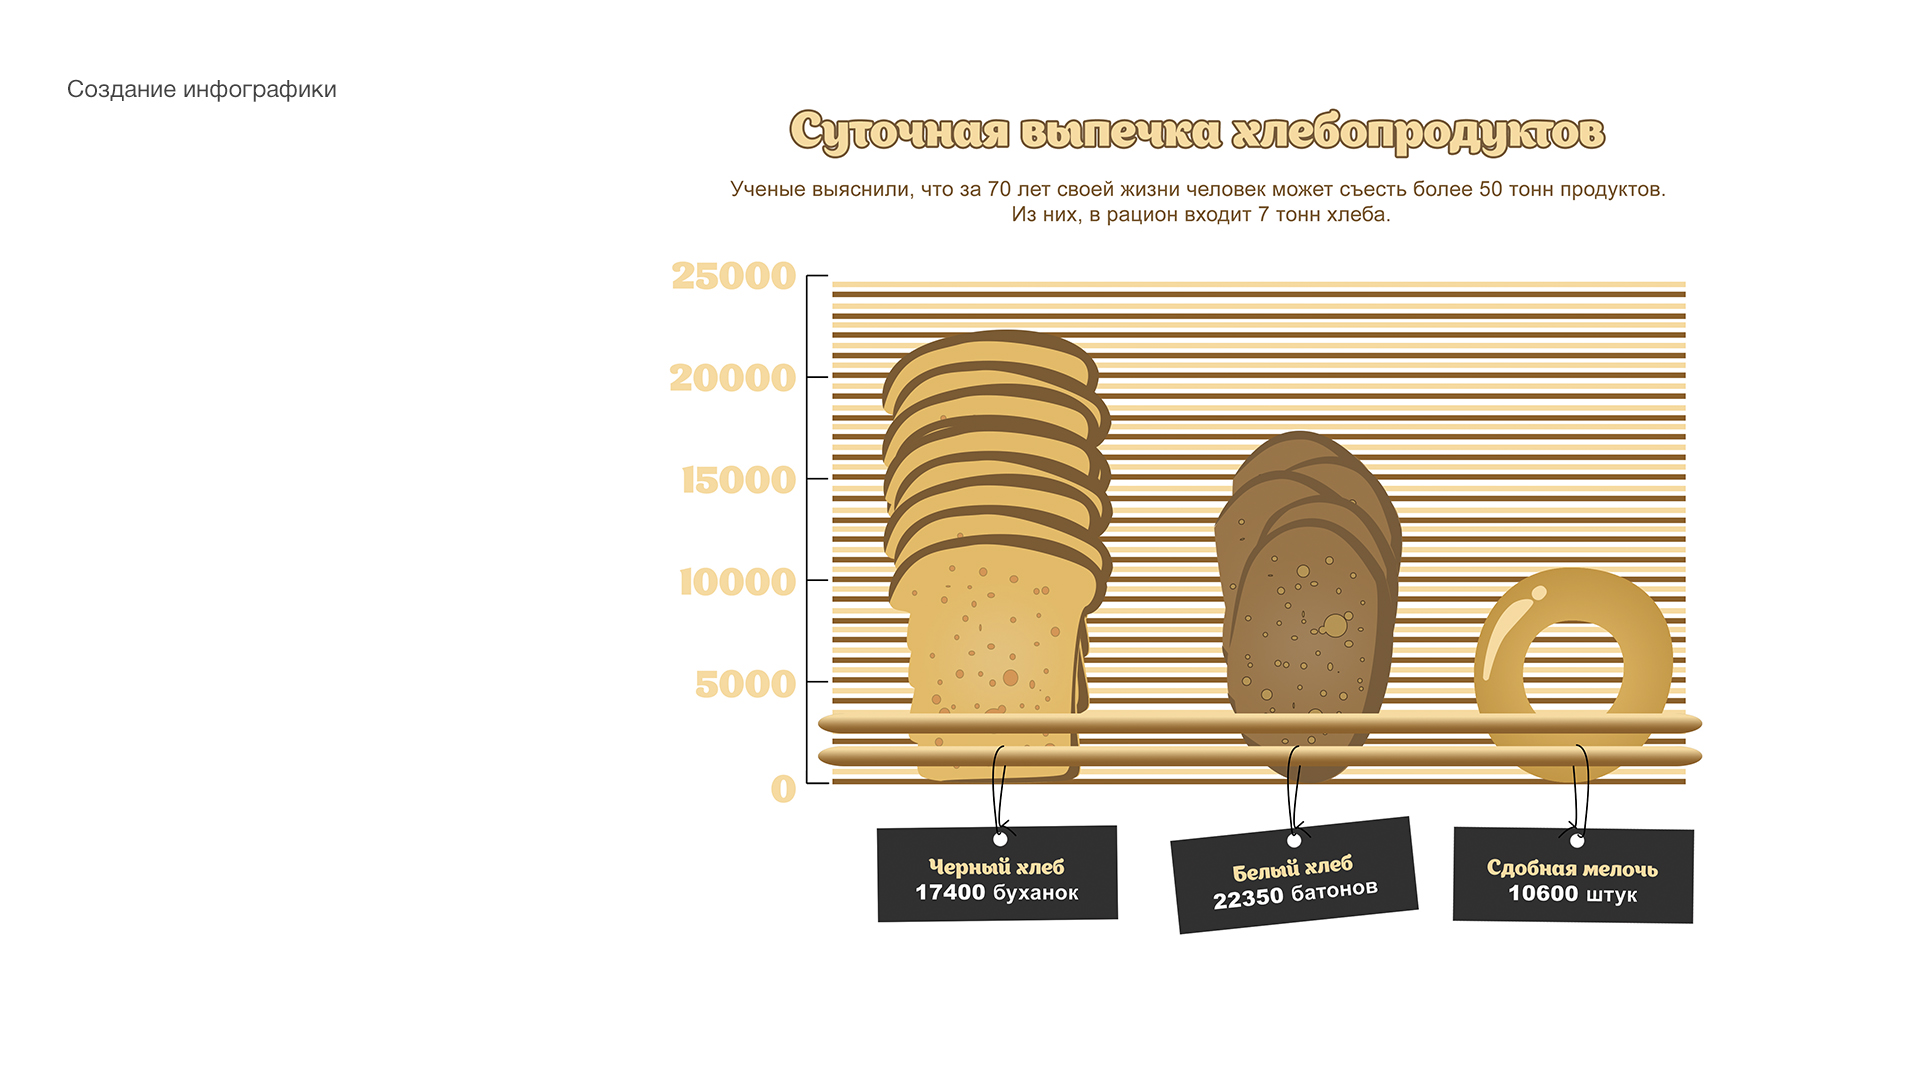 Создание инфографики
Суточная выпечка хлебопродуктов
Ученые выяснили, что за 70 лет своей жизни человек может съесть более 50 тонн продуктов.
Из них, в рацион входит 7 тонн хлеба.
25000
20000
15000
10000
5000
0
Черный хлеб
17400 буханок
Белый хлеб
22350 батонов
Сдобная мелочь
10600 штук